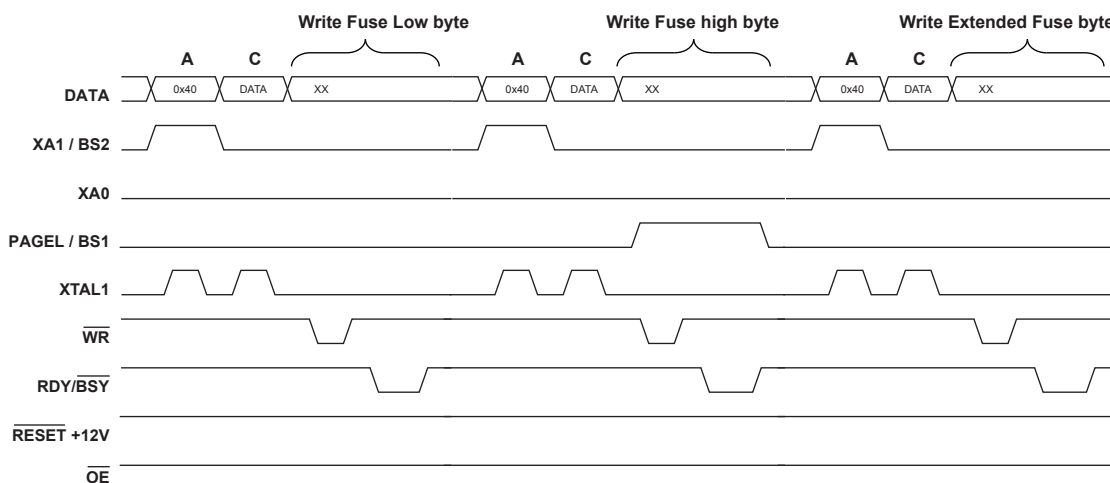 Write Fuse Low byte Write Fuse high byte Write Extended Fuse byte
A C A C A C
DATA 0x40 DATA XX 0x40 DATA XX 0x40 DATA XX
XA1 / BS2
XA0
PAGEL / BS1
XTAL1
WR
RDY/BSY
RESET +12V
OE